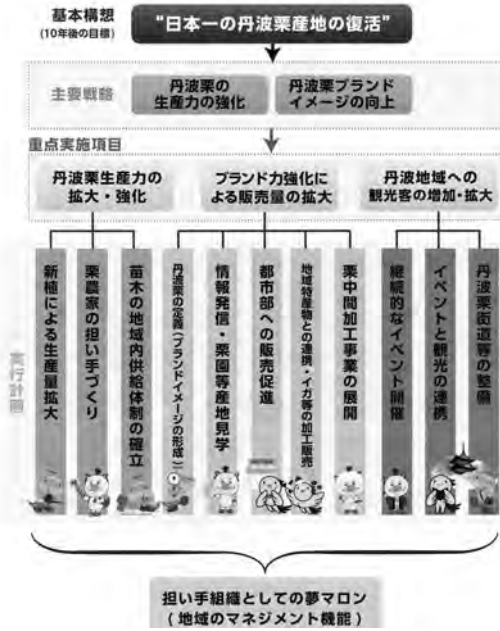 基本構想
(10年後の目標)
“日本一の丹波栗産地の復活”
主要戦略
丹波栗の
生産力の強化
丹波栗ブランド
イメージの向上
重点実施項目
丹波栗生産力の
拡大・強化
ブランド力強化に
よる販売量の拡大
丹波地域への
観光客の増加・拡大
実行計画
新植による生産量拡大
栗農家の担い手づくり
苗木の地域内供給体制の確立
丹波栗の定義(ブランドイメージの形成)
情報発信・栗園等産地見学
都市部への販売促進
地域特産物との連携・イガ等の加工販売
栗中間加工事業の展開
継続的なイベント開催
イベントと観光の連携
丹波栗街道等の整備
担い手組織としての夢マロン
(地域のマネジメント機能)